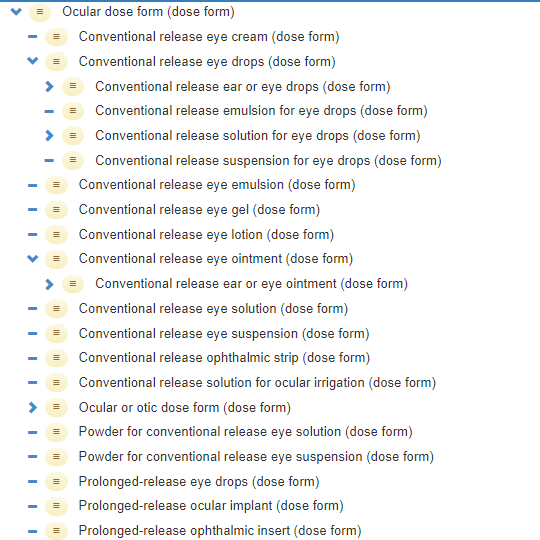 Ocular dose form (dose form)
Conventional release eye cream (dose form)
Conventional release eye drops (dose form)
Conventional release ear or eye drops (dose form)
Conventional release emulsion for eye drops (dose form)
Conventional release solution for eye drops (dose form)
Conventional release suspension for eye drops (dose form)
Conventional release eye emulsion (dose form)
Conventional release eye gel (dose form)
Conventional release eye lotion (dose form)
Conventional release eye ointment (dose form)
Conventional release ear or eye ointment (dose form)
Conventional release eye solution (dose form)
Conventional release eye suspension (dose form)
Conventional release ophthalmic strip (dose form)
Conventional release solution for ocular irrigation (dose form)
Ocular or otic dose form (dose form)
Powder for conventional release eye solution (dose form)
Powder for conventional release eye suspension (dose form)
Prolonged-release eye drops (dose form)
Prolonged-release ocular implant (dose form)
Prolonged-release ophthalmic insert (dose form)